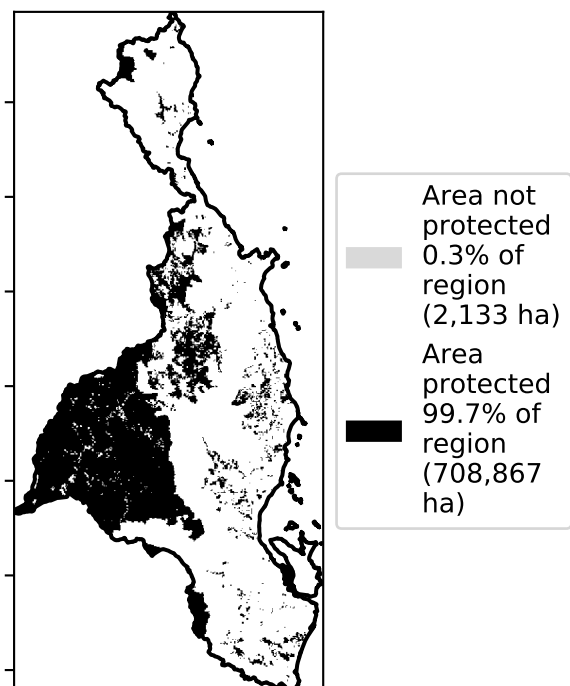 Area not
protected
0.3% of
region
(2,133 ha)
Area
protected
99.7% of
region
(708,867
ha)